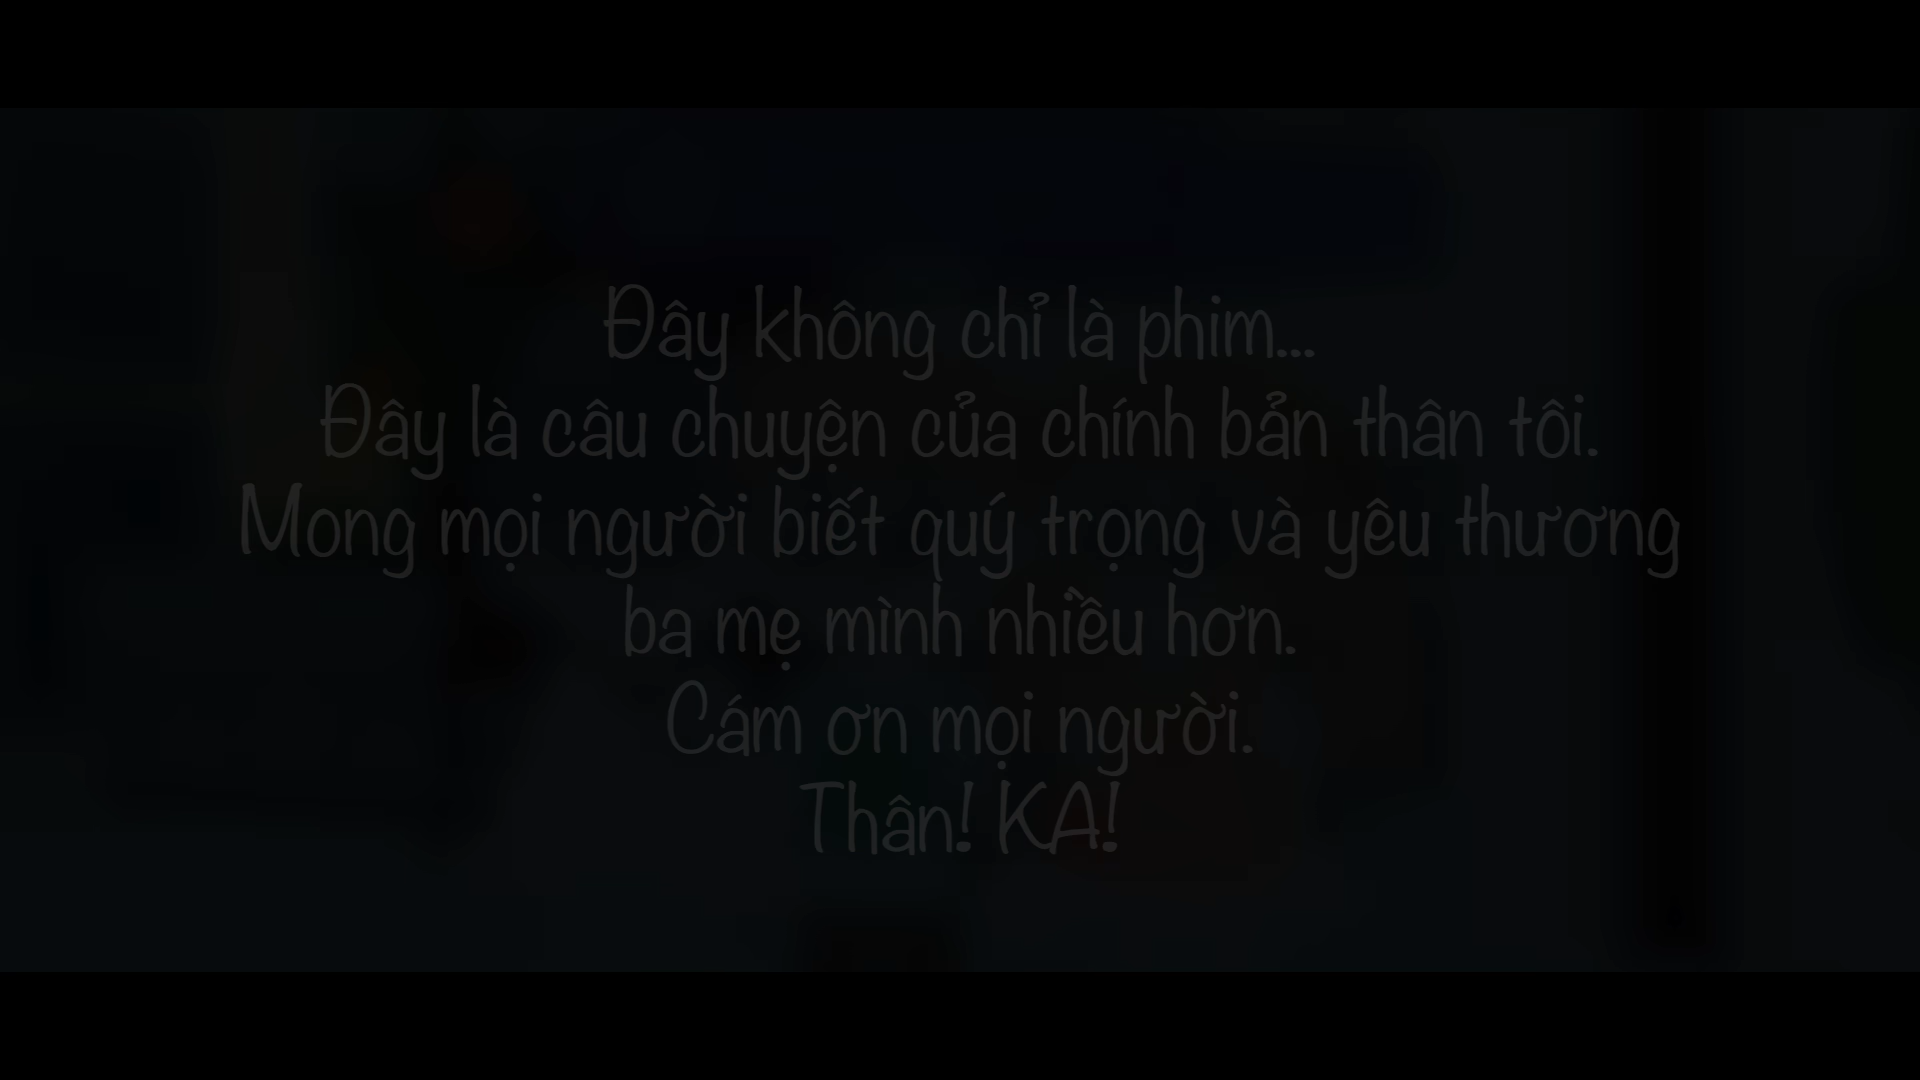 Đây không chỉ là phim...
Đây là câu chuyện của chính bản thân tôi.
Mong mọi người biết quý trọng và yêu thương
ba mẹ mình nhiều hơn.
Cám ơn mọi người.
Thân! KA!